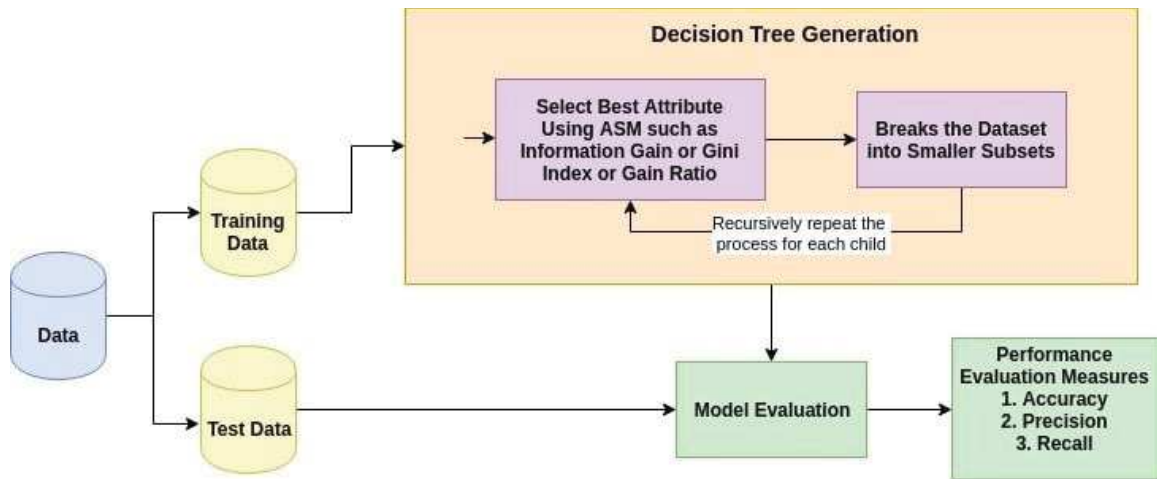 Decision Tree Generation
Select Best Attribute
Using ASM such as
Information Gain or Gini
Index or Gain Ratio
Breaks the Dataset
into Smaller Subsets
Recursively repeat the
process for each child
Training
Data
Data
Test Data
Model Evaluation
Performance
Evaluation Measures
1. Accuracy
2. Precision
3. Recall